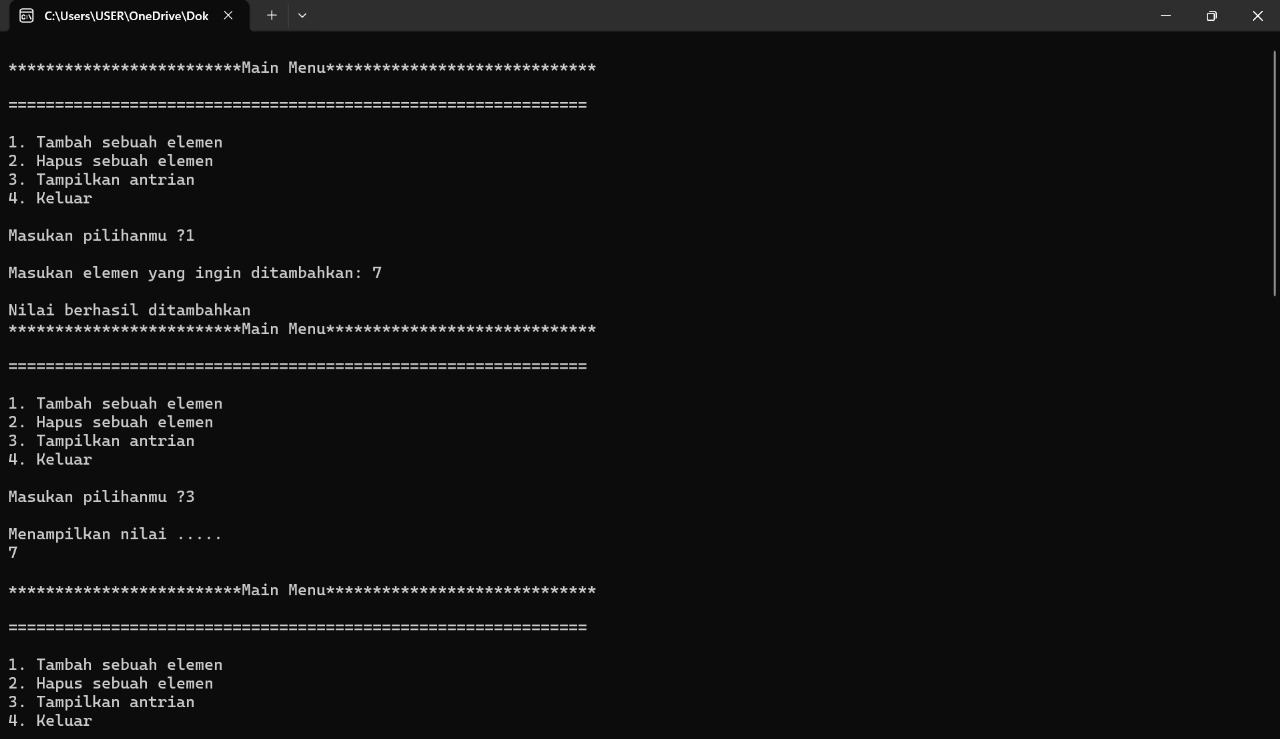 C:\Users\USER\OneDrive\Dok
*************************Main Menu*****************************
==============================================================
1. Tambah sebuah elemen
2. Hapus sebuah elemen
3. Tampilkan antrian
4. Keluar
Masukan pilihanmu ?1
Masukan elemen yang ingin ditambahkan: 7
Nilai berhasil ditambahkan
*************************Main Menu*****************************
==============================================================
1. Tambah sebuah elemen
2. Hapus sebuah elemen
3. Tampilkan antrian
4. Keluar
Masukan pilihanmu ?3
Menampilkan nilai .....
7
*************************Main Menu*****************************
==============================================================
1. Tambah sebuah elemen
2. Hapus sebuah elemen
3. Tampilkan antrian
4. Keluar